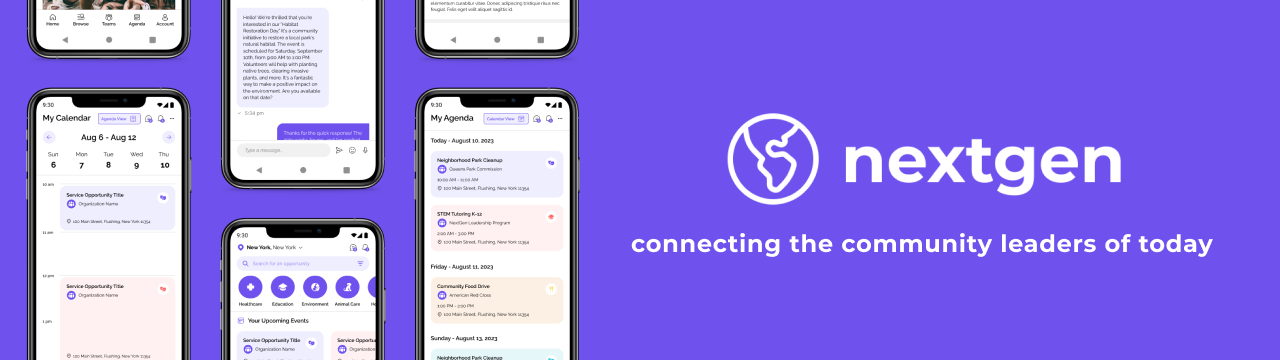 Home Browse Teams Agenda Account
9:30
My Calendar
Agenda View
Aug 6 - Aug 12
Sun Mon Tue Wed Thu
6 7 8 9 10
10 am
Service Opportunity Title
Organization Name
100 Main Street, Flushing, New York 11354
11 am
12 pm
Service Opportunity Title
Organization Name
1 pm
100 Main Street, Flushing, New York 11354
Hello! We're thrilled that you're
interested in our "Habitat
Restoration Day." It's a community
initiative to restore a local park's
natural habitat. The event is
scheduled for Saturday, September
10th, from 9:00 AM to 1:00 PM.
Volunteers will help with planting
native trees, clearing invasive
plants, and more. It's a fantastic
way to make a positive impact on
the environment. Are you available
on that date?
5:34 pm
Thanks for the quick response! The
Type a message...
9:30
New York, New York
Search for an opportunity
Healthcare Education Environment Animal Care
Your Upcoming Events
Service Opportunity Title
Organization Name
Service Opportu
Organization
elementum curabitur vitae. Donec adipiscing tristique risus nec
feugiat. Felis eget velit aliquet sagittis id.
9:30
My Agenda
Calendar View
Today - August 10, 2023
Neighborhood Park Cleanup
Queens Park Commission
10:00 AM - 11:00 AM
100 Main Street, Flushing, New York 11354
STEM Tutoring K-12
NextGen Leadership Program
2:00 AM - 3:00 PM
100 Main Street, Flushing, New York 11354
Friday - August 11, 2023
Community Food Drive
American Red Cross
1:00 PM - 2:00 PM
100 Main Street, Flushing, New York 11354
Sunday - August 13, 2023
Neighborhood Park Cleanup
nextgen
connecting the community leaders of today